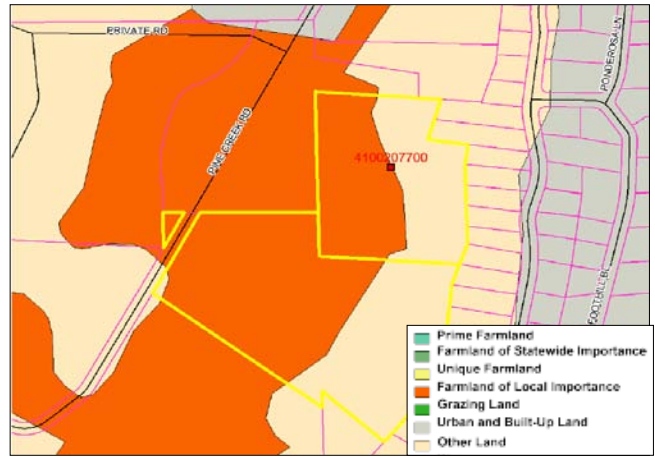 PRIVATE RD
PINE CREEK RD
PONDEROSA LN
4100207700
FOOTHILL BL
Prime Farmland
Farmland of Statewide Importance
Unique Farmland
Farmland of Local Importance
Grazing Land
Urban and Built-Up Land
Other Land